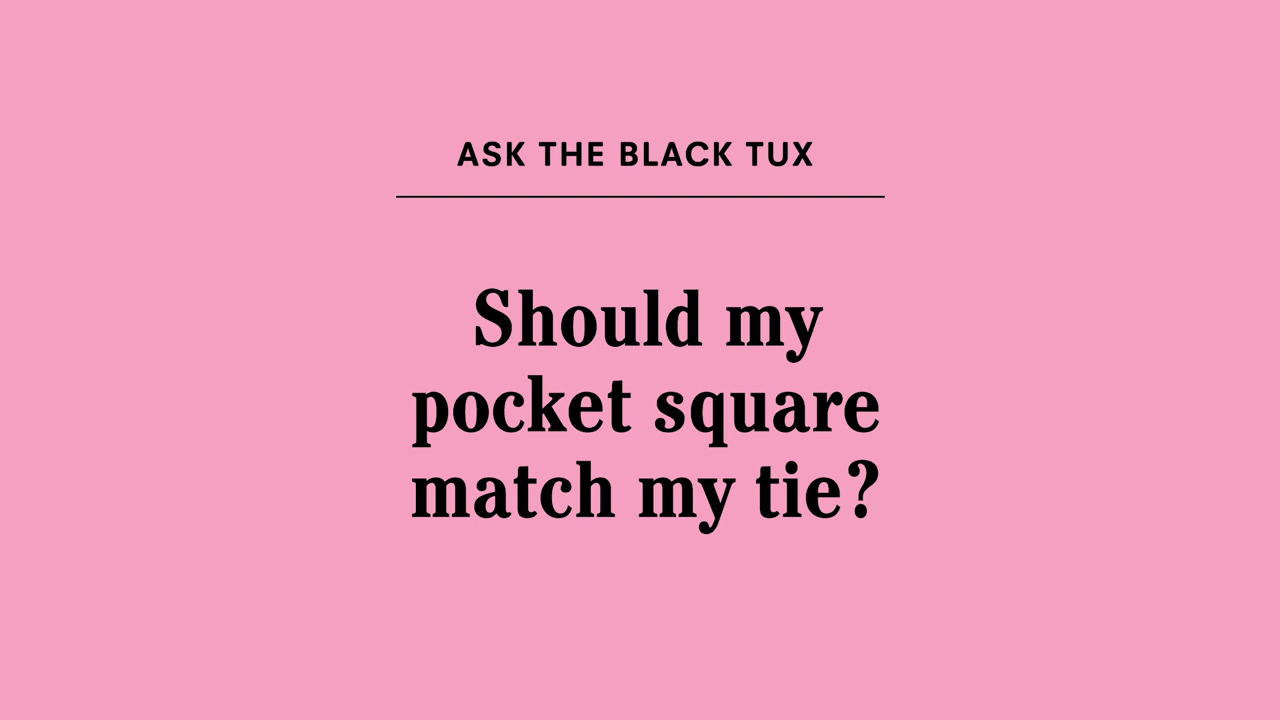 ASK THE BLACK TUX
Should my
pocket square
match my tie?